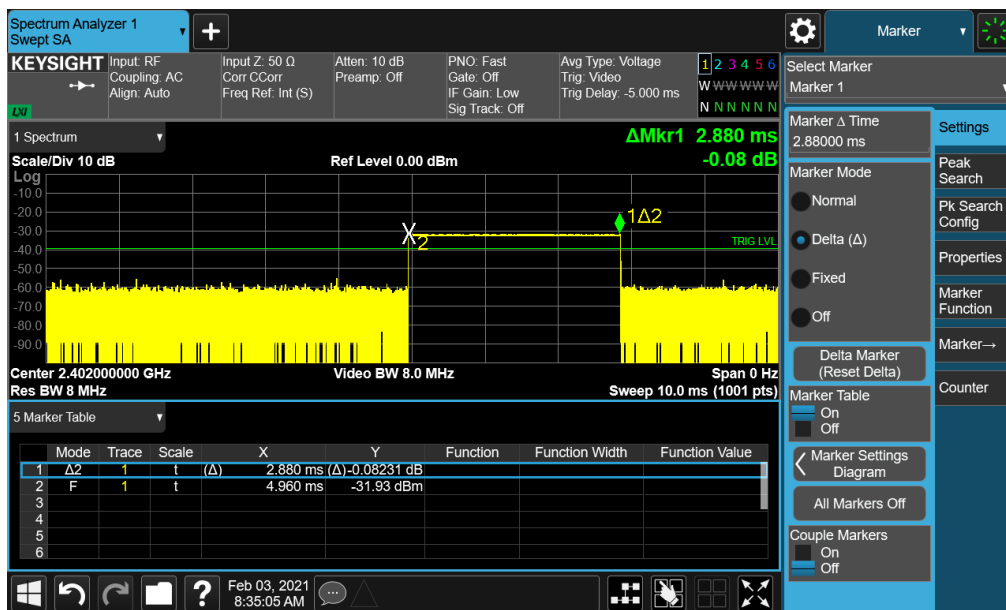 Spectrum Analyzer 1
Swept SA
Marker
KEYSIGHT
LXI
Input: RF
Coupling: AC
Align: Auto
Input Z: 50 Ω
Corr CCorr
Freq Ref: Int (S)
Atten: 10 dB
Preamp: Off
PNO: Fast
Gate: Off
IF Gain: Low
Sig Track: Off
Avg Type: Voltage
Trig: Video
Trig Delay: -5.000 ms
1 2 3 4 5 6
W W W W W W
N N N N N N
Select Marker
Marker 1
1 Spectrum
ΔMkr1 2.880 ms
-0.08 dB
Scale/Div 10 dB
Ref Level 0.00 dBm
Log
-10.0
-20.0
-30.0
-40.0
-50.0
-60.0
-70.0
-80.0
-90.0
X2
1Δ2
TRIG LVL
Center 2.402000000 GHz
Video BW 8.0 MHz
Span 0 Hz
Res BW 8 MHz
Sweep 10.0 ms (1001 pts)
5 Marker Table
Mode Trace Scale X Y Function Function Width Function Value
1 Δ2 1 t (Δ) 2.880 ms (Δ) -0.08231 dB
2 F 1 t 4.960 ms -31.93 dBm
3
4
5
6
Marker Δ Time
2.88000 ms
Marker Mode
Normal
Delta (Δ)
Fixed
Off
Delta Marker
(Reset Delta)
Marker Table
On
Off
Marker Settings
Diagram
All Markers Off
Couple Markers
On
Off
Settings
Peak
Search
Pk Search
Config
Properties
Marker
Function
Marker→
Counter
?
Feb 03, 2021
8:35:05 AM